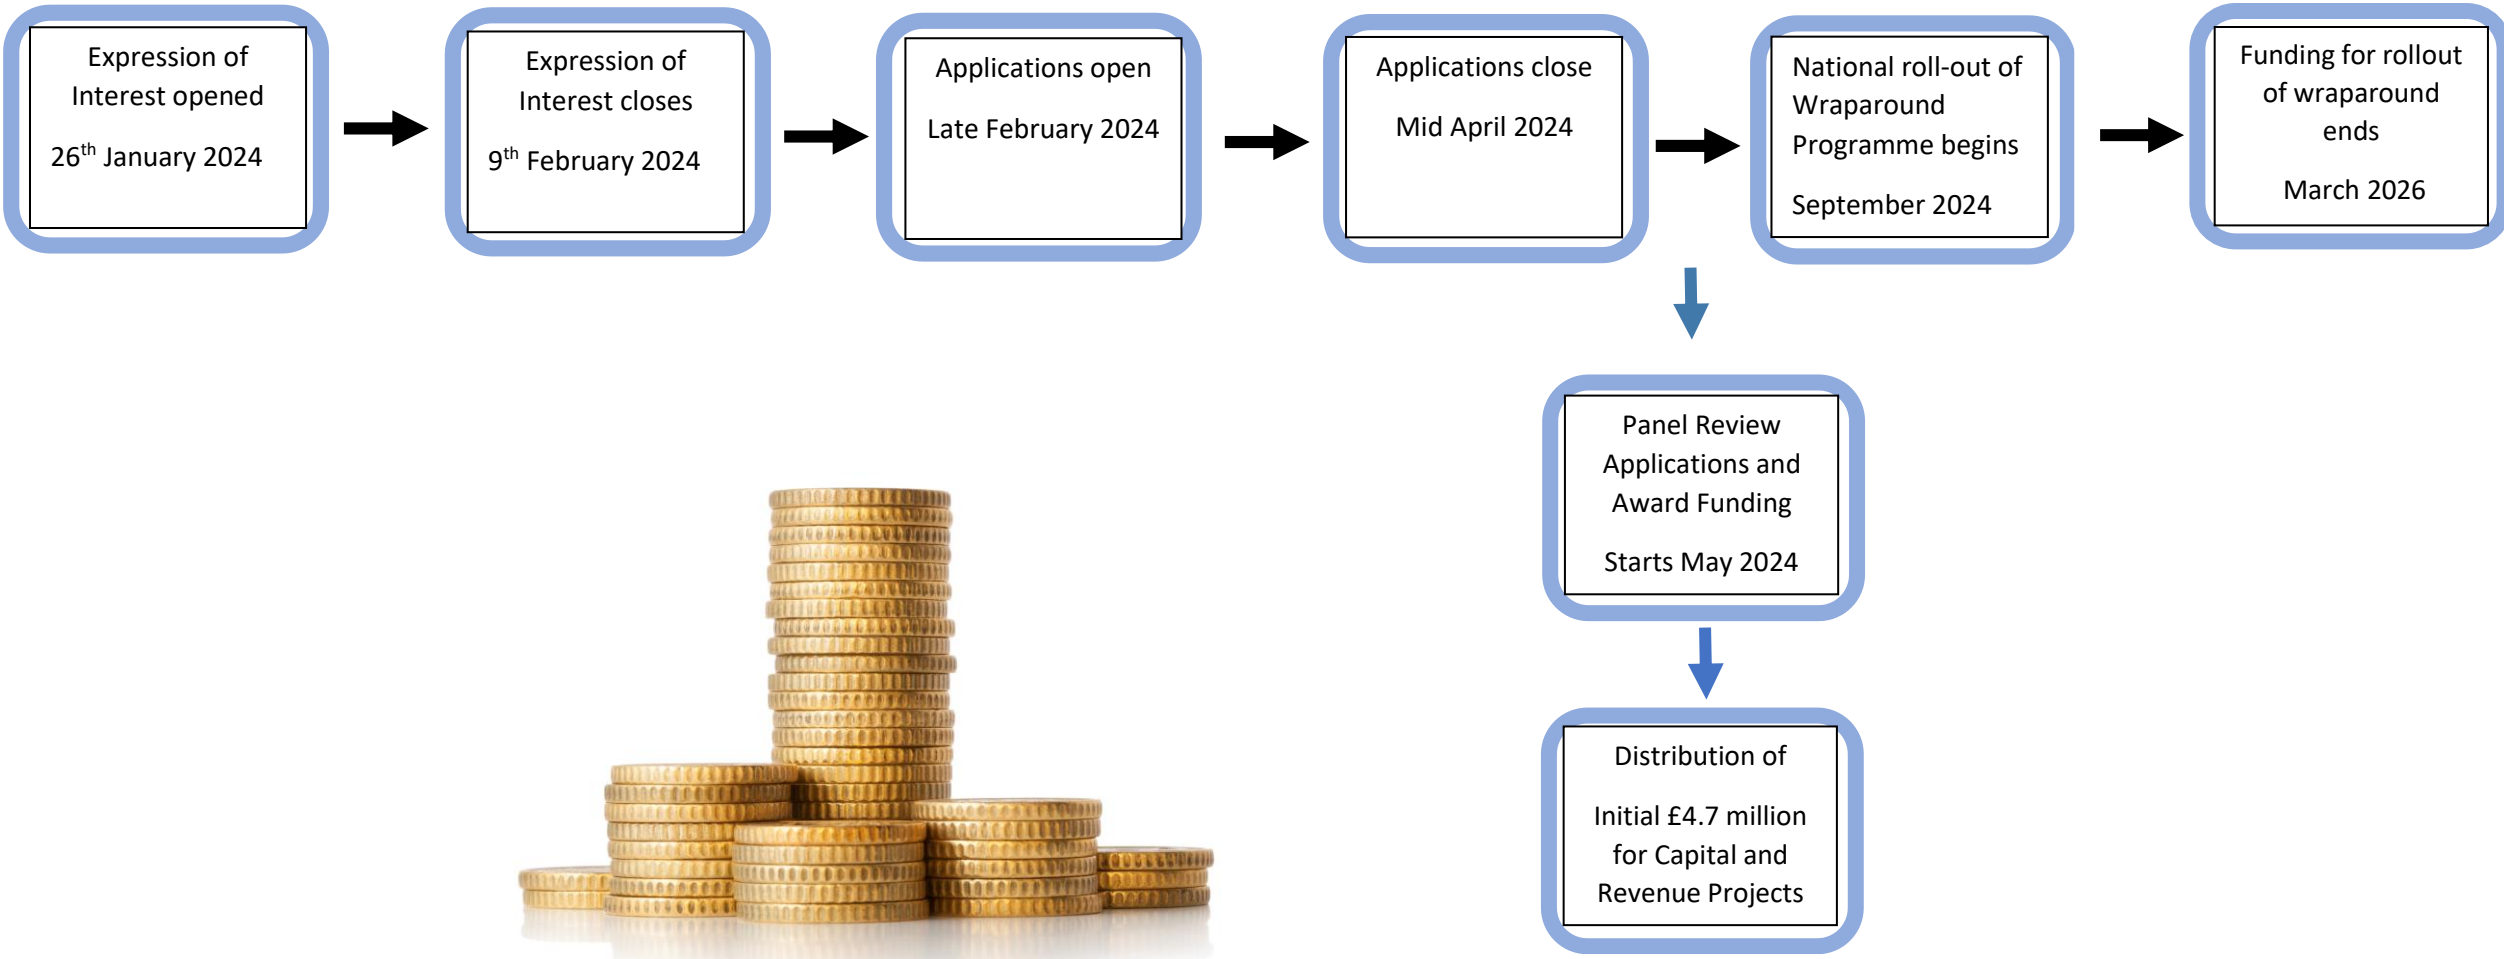 Expression of
Interest opened
26th January 2024
Expression of
Interest closes
9th February 2024
Applications open
Late February 2024
Applications close
Mid April 2024
National roll-out of
Wraparound
Programme begins
September 2024
Funding for rollout
of wraparound
ends
March 2026
Panel Review
Applications and
Award Funding
Starts May 2024
Distribution of
Initial £4.7 million
for Capital and
Revenue Projects